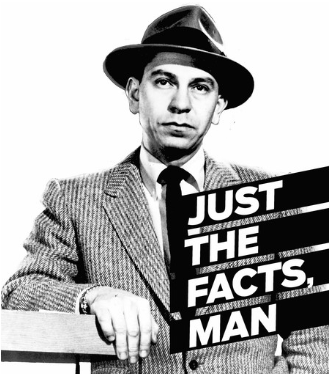 JUST
THE
FACTS,
MAN